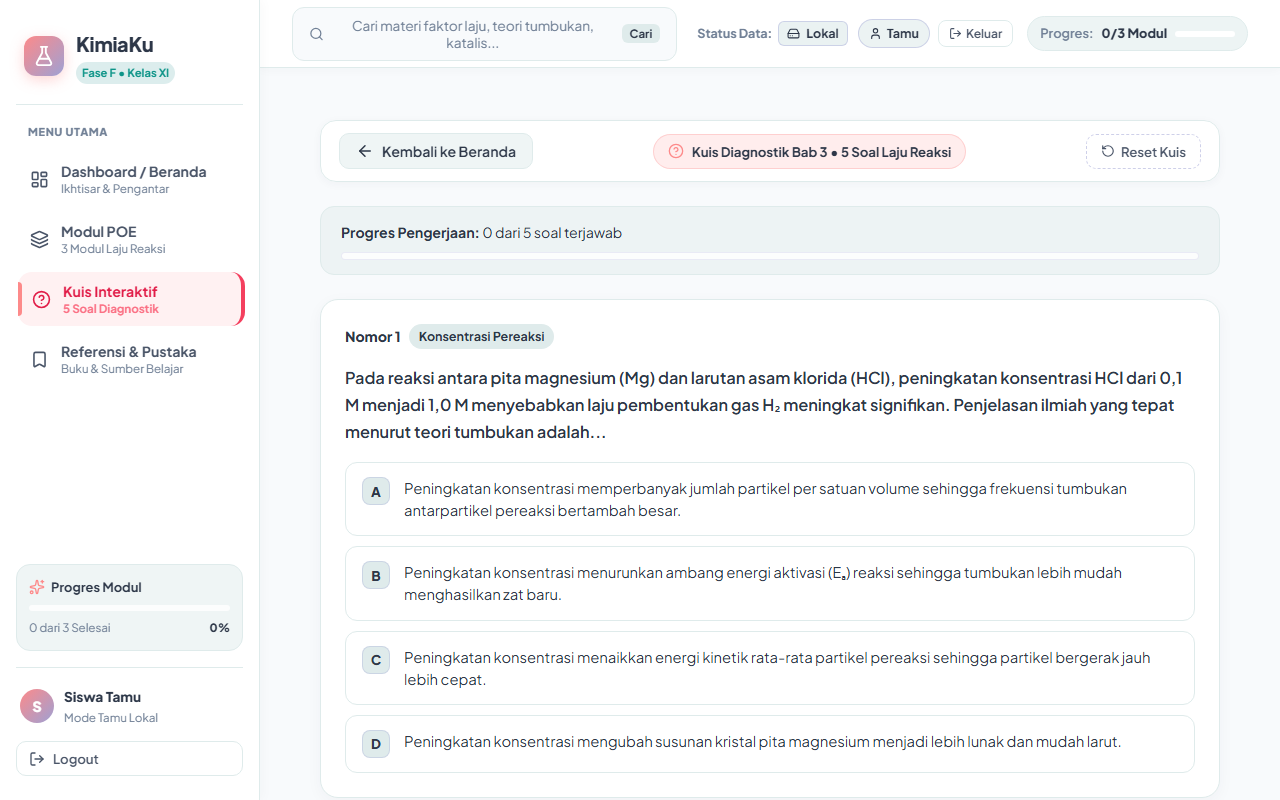 KimiaKu
Fase F • Kelas XI
MENU UTAMA
Dashboard / Beranda
Ikhtisar & Pengantar
Modul POE
3 Modul Laju Reaksi
Kuis Interaktif
5 Soal Diagnostik
Referensi & Pustaka
Buku & Sumber Belajar
Progres Modul
0 dari 3 Selesai 0%
S
Siswa Tamu
Mode Tamu Lokal
Logout
Cari materi faktor laju, teori tumbukan,
katalis...
Cari
Status Data: Lokal Tamu Keluar Progres: 0/3 Modul
Kembali ke Beranda
Kuis Diagnostik Bab 3 • 5 Soal Laju Reaksi
Reset Kuis
Progres Pengerjaan: 0 dari 5 soal terjawab
Nomor 1 Konsentrasi Pereaksi
Pada reaksi antara pita magnesium (Mg) dan larutan asam klorida (HCl), peningkatan konsentrasi HCl dari 0,1
M menjadi 1,0 M menyebabkan laju pembentukan gas H₂ meningkat signifikan. Penjelasan ilmiah yang tepat
menurut teori tumbukan adalah...
A Peningkatan konsentrasi memperbanyak jumlah partikel per satuan volume sehingga frekuensi tumbukan
antarpartikel pereaksi bertambah besar.
B Peningkatan konsentrasi menurunkan ambang energi aktivasi (Eₐ) reaksi sehingga tumbukan lebih mudah
menghasilkan zat baru.
C Peningkatan konsentrasi menaikkan energi kinetik rata-rata partikel pereaksi sehingga partikel bergerak jauh
lebih cepat.
D Peningkatan konsentrasi mengubah susunan kristal pita magnesium menjadi lebih lunak dan mudah larut.